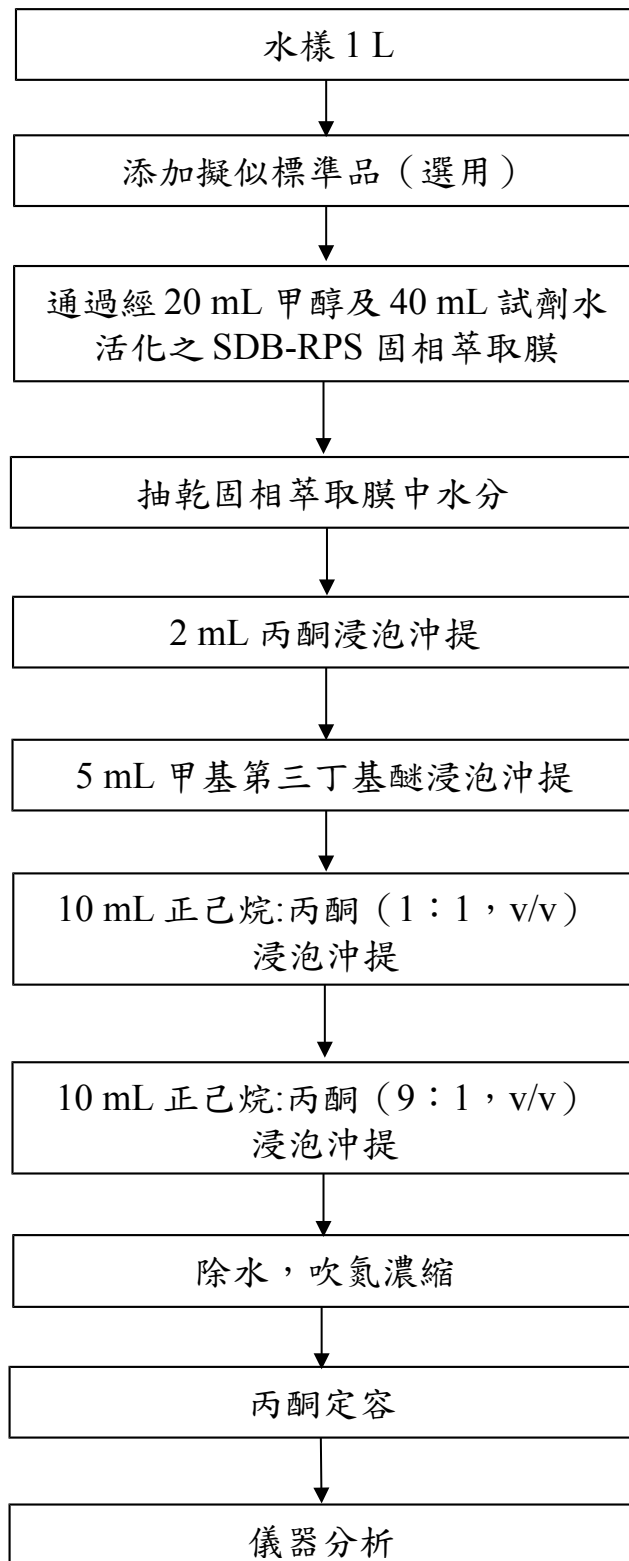 水樣 1 L
添加擬似標準品（選用）
通過經 20 mL 甲醇及 40 mL 試劑水
活化之 SDB-RPS 固相萃取膜
抽乾固相萃取膜中水分
2 mL 丙酮浸泡沖提
5 mL 甲基第三丁基醚浸泡沖提
10 mL 正己烷:丙酮（1：1，v/v）
浸泡沖提
10 mL 正己烷:丙酮（9：1，v/v）
浸泡沖提
除水，吹氮濃縮
丙酮定容
儀器分析